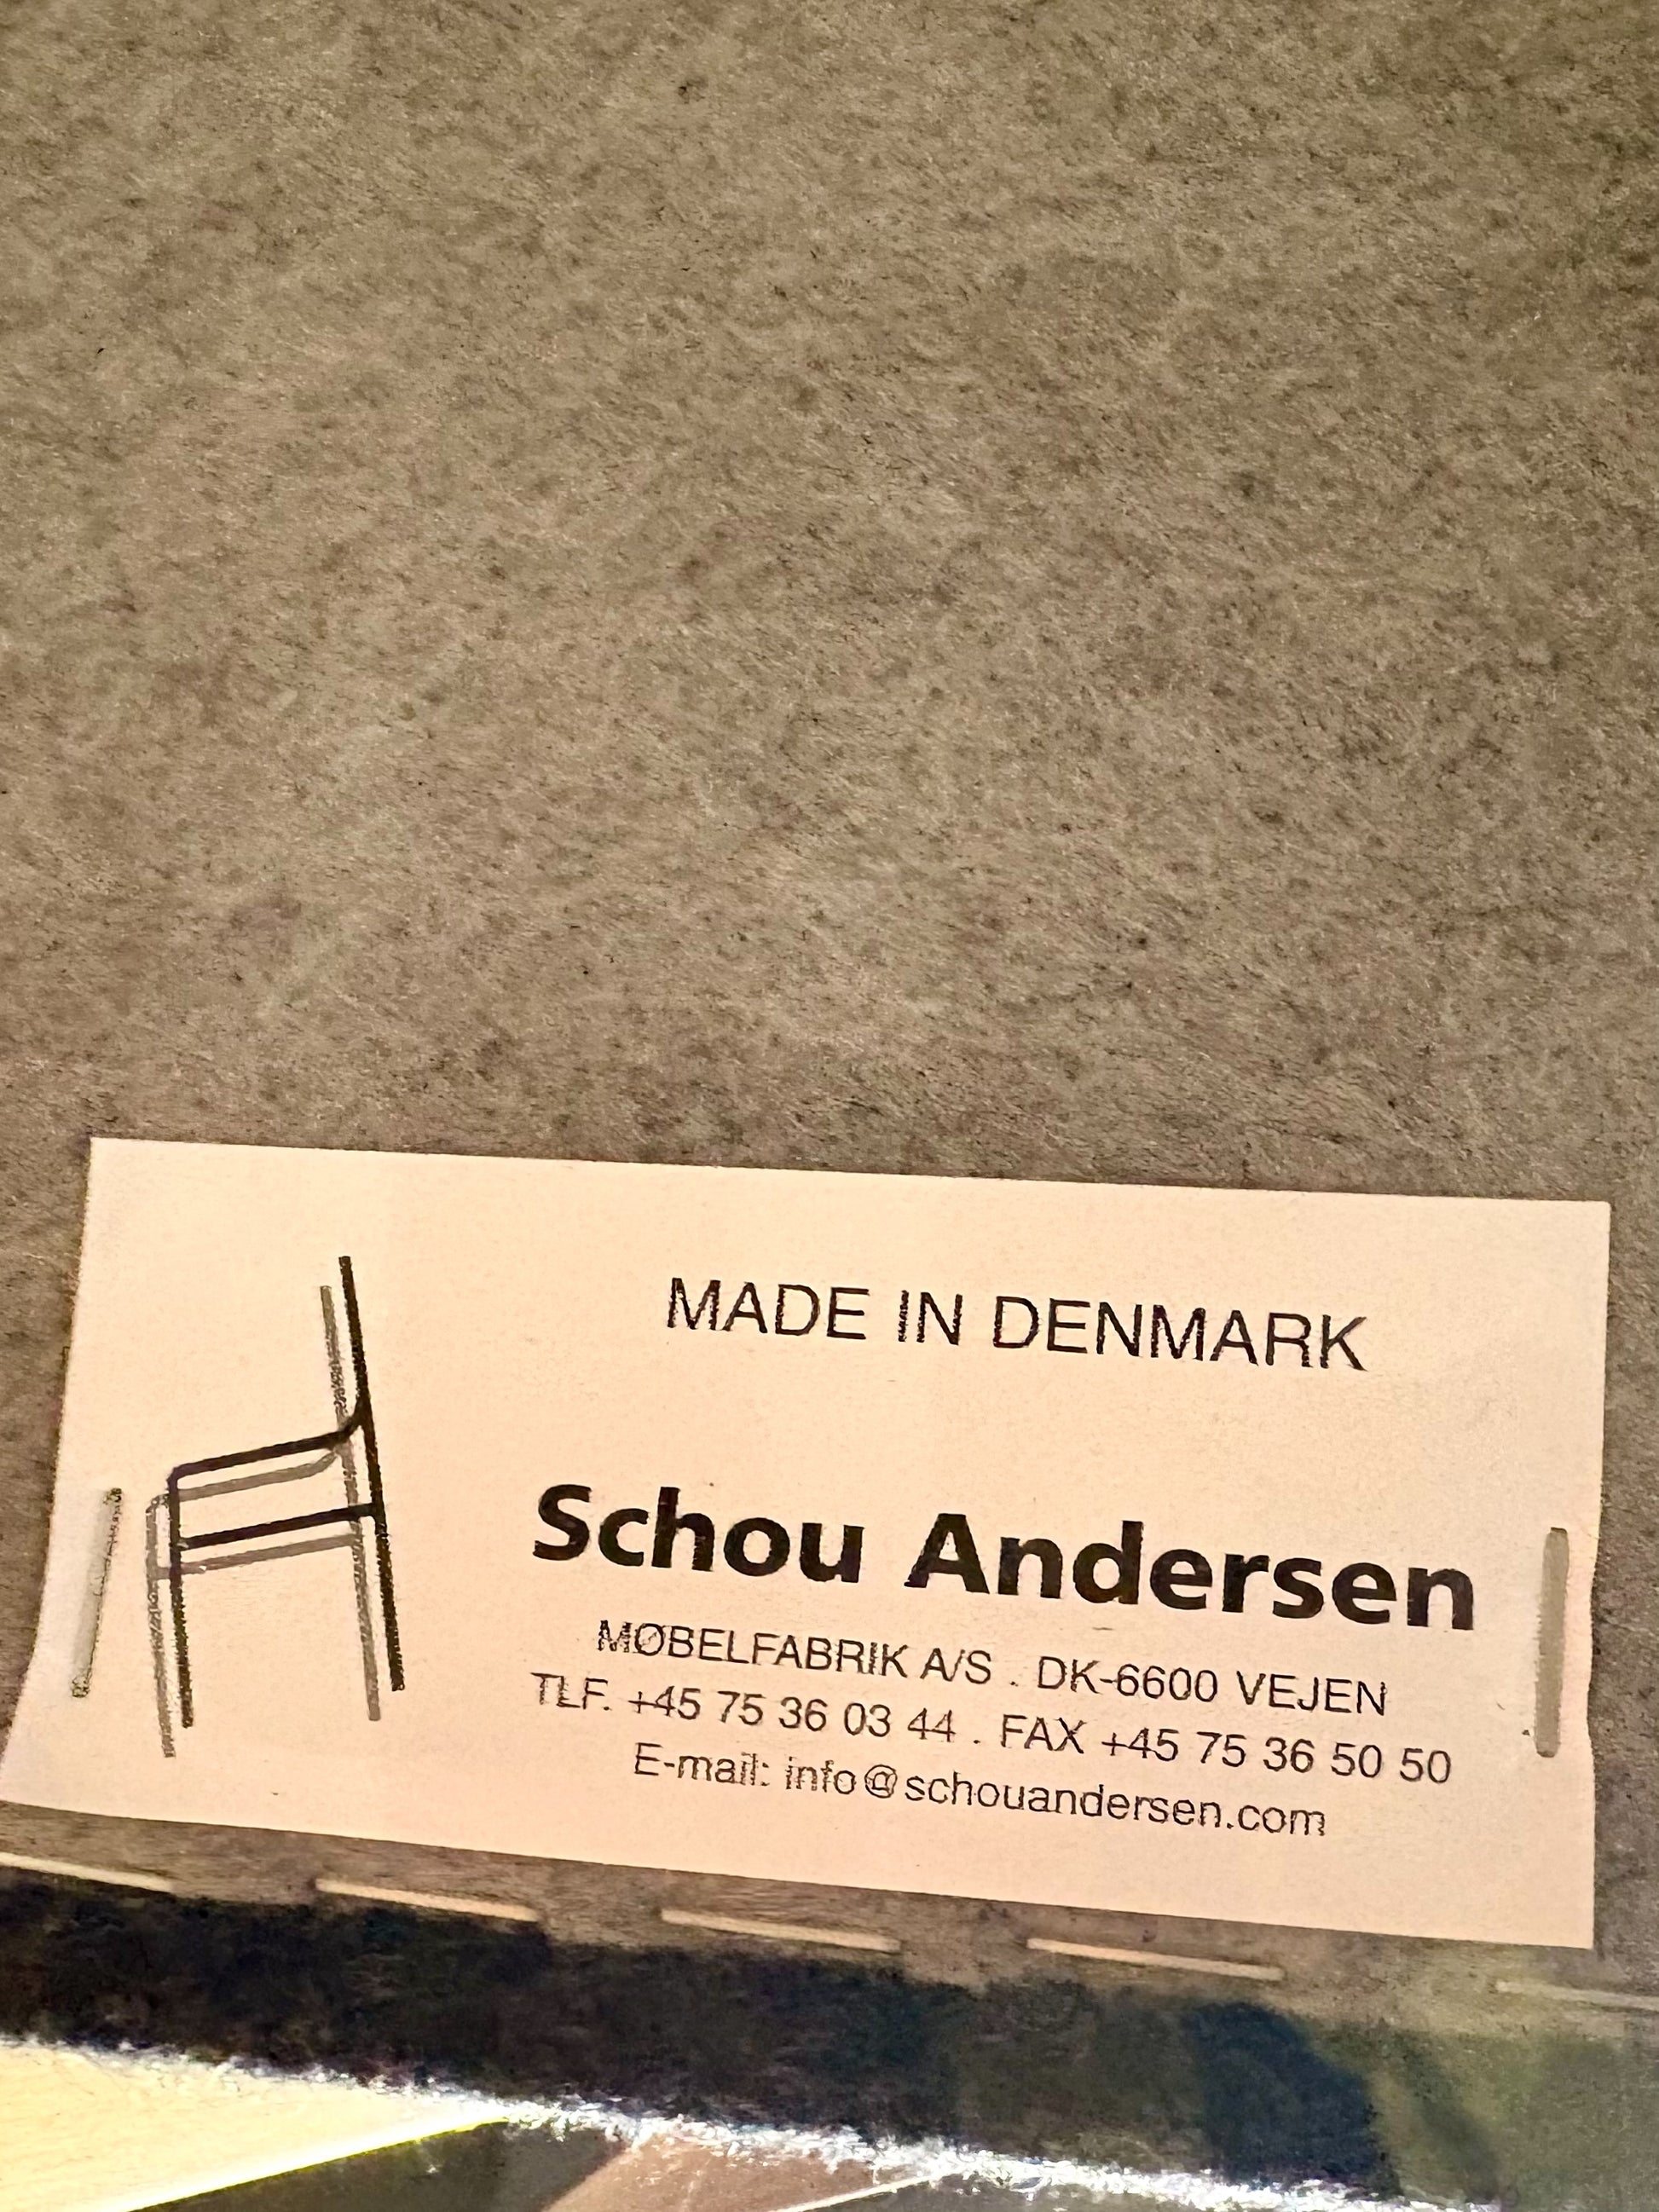 MADE IN DENMARK
Schou Andersen
MØBELFABRIK A/S . DK-6600 VEJEN
TLF. +45 75 36 03 44 . FAX +45 75 36 50 50
E-mail: info@schouandersen.com